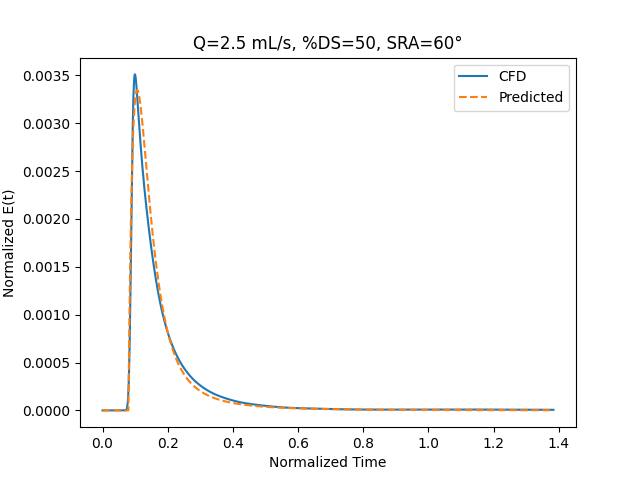 Q=2.5 mL/s, %DS=50, SRA=60°
CFD
Predicted
Normalized E(t)
0.0035
0.0030
0.0025
0.0020
0.0015
0.0010
0.0005
0.0000
0.0 0.2 0.4 0.6 0.8 1.0 1.2 1.4
Normalized Time